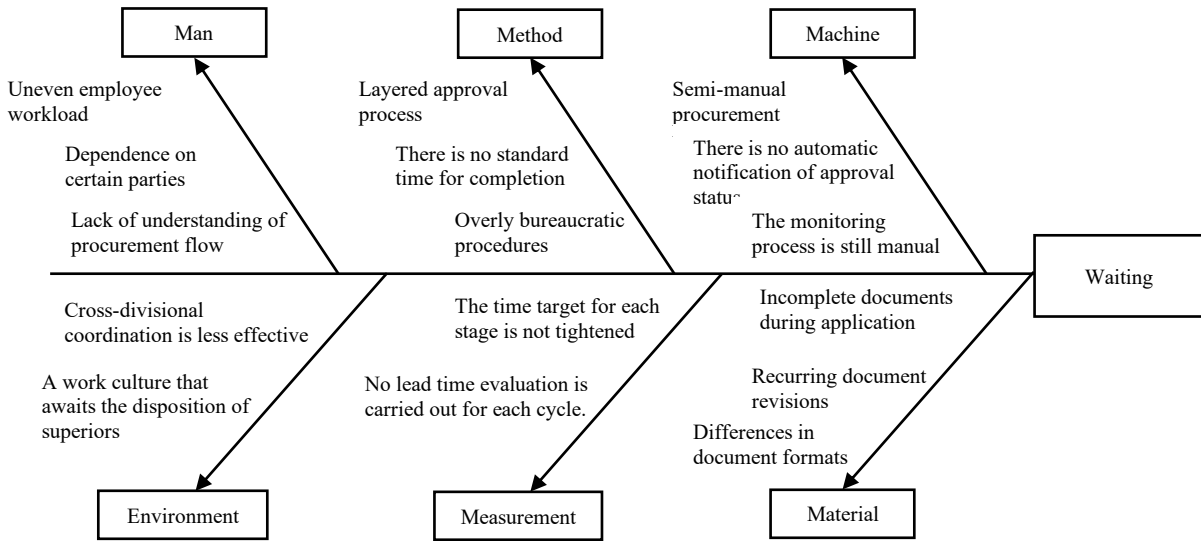 Man
Method
Machine
Uneven employee
workload
Dependence on
certain parties
Lack of understanding of
procurement flow
Layered approval
process
There is no standard
time for completion
Overly bureaucratic
procedures
Semi-manual
procurement
There is no automatic
notification of approval
status
The monitoring
process is still manual
Waiting
Cross-divisional
coordination is less effective
A work culture that
awaits the disposition of
superiors
The time target for each
stage is not tightened
No lead time evaluation is
carried out for each cycle.
Incomplete documents
during application
Recurring document
revisions
Differences in
document formats
Environment
Measurement
Material